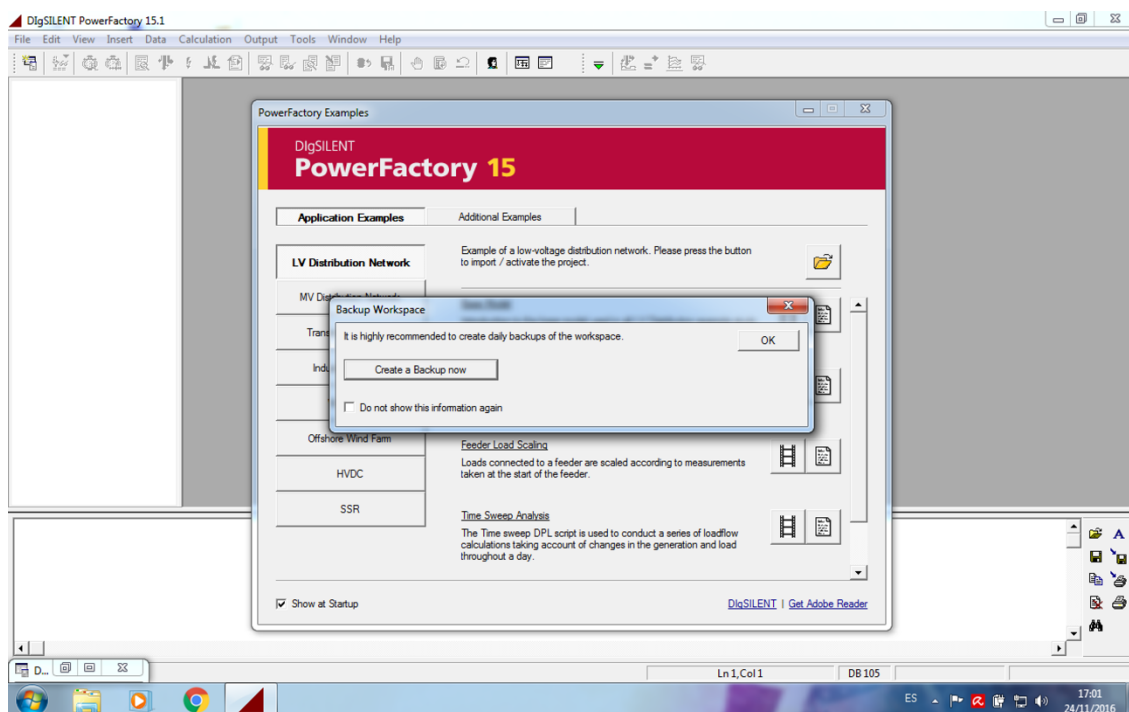 DIgSILENT PowerFactory 15.1
File Edit View Insert Data Calculation Output Tools Window Help
PowerFactory Examples
DIgSILENT
PowerFactory 15
Application Examples
Additional Examples
LV Distribution Network
Example of a low-voltage distribution network. Please press the button
to import / activate the project.
Backup Workspace
It is highly recommended to create daily backups of the workspace.
OK
Create a Backup now
Do not show this information again
Offshore Wind Farm
HVDC
SSR
Feeder Load Scaling
Loads connected to a feeder are scaled according to measurements
taken at the start of the feeder.
Time Sweep Analysis
The Time sweep DPL script is used to conduct a series of loadflow
calculations taking account of changes in the generation and load
throughout a day.
Show at Startup
DIgSILENT | Get Adobe Reader
D...
Ln 1,Col 1
DB 105
ES
17:01
24/11/2016